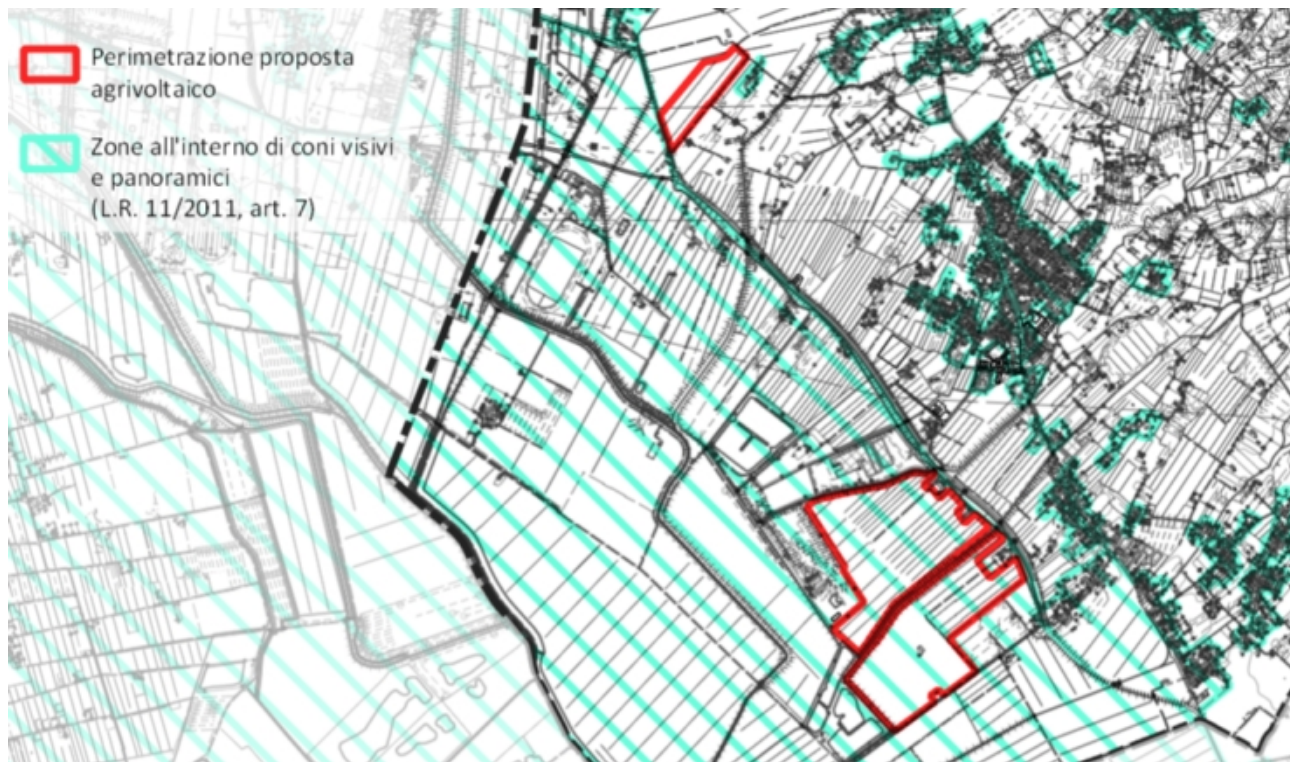 Perimetrazione proposta
agrivoltaico
Zone all'interno di coni visivi
e panoramici
(L.R. 11/2011, art. 7)